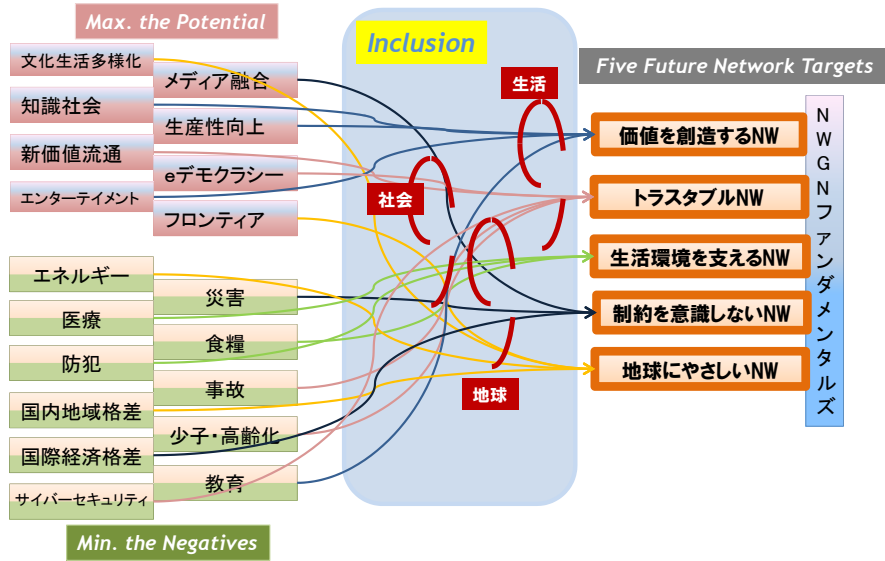 Max. the Potential
文化生活多様化
メディア融合
知識社会
生産性向上
新価値流通
eデモクラシー
エンターテイメント
フロンティア
エネルギー
災害
医療
食糧
防犯
事故
国内地域格差
少子・高齢化
国際経済格差
教育
サイバーセキュリティ
Min. the Negatives
Inclusion
生活
社会
地球
Five Future Network Targets
価値を創造するNW
トラスタブルNW
生活環境を支えるNW
制約を意識しないNW
地球にやさしいNW
NWGNファンダメンタルズ